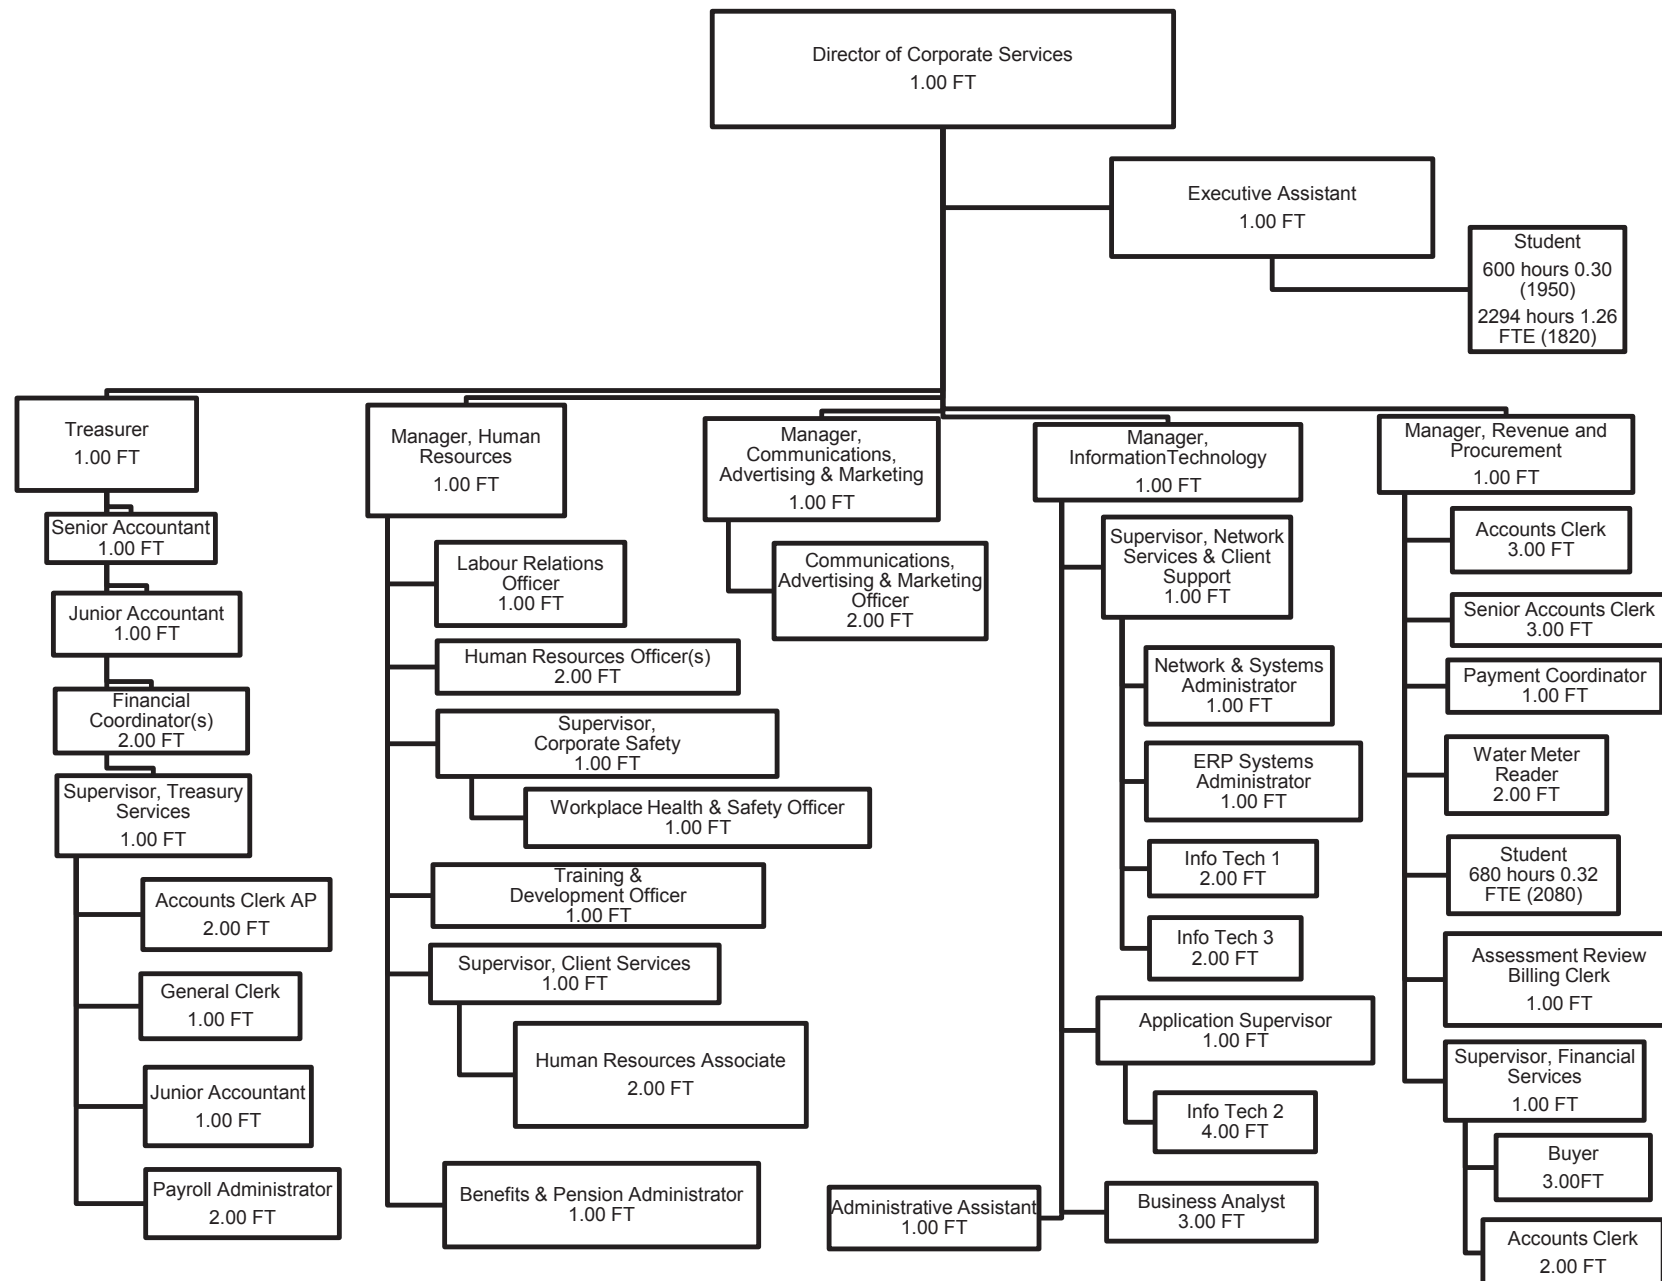 Director of Corporate Services
1.00 FT
Executive Assistant
1.00 FT
Student
600 hours 0.30
(1950)
2294 hours 1.26
FTE (1820)
Treasurer
1.00 FT
Senior Accountant
1.00 FT
Junior Accountant
1.00 FT
Financial
Coordinator(s)
2.00 FT
Supervisor, Treasury
Services
1.00 FT
Accounts Clerk AP
2.00 FT
General Clerk
1.00 FT
Junior Accountant
1.00 FT
Payroll Administrator
2.00 FT
Manager, Human
Resources
1.00 FT
Labour Relations
Officer
1.00 FT
Human Resources Officer(s)
2.00 FT
Supervisor,
Corporate Safety
1.00 FT
Workplace Health & Safety Officer
1.00 FT
Training &
Development Officer
1.00 FT
Supervisor, Client Services
1.00 FT
Human Resources Associate
2.00 FT
Benefits & Pension Administrator
1.00 FT
Manager,
Communications,
Advertising & Marketing
1.00 FT
Communications,
Advertising & Marketing
Officer
2.00 FT
Manager,
InformationTechnology
1.00 FT
Supervisor, Network
Services & Client
Support
1.00 FT
Network & Systems
Administrator
1.00 FT
ERP Systems
Administrator
1.00 FT
Info Tech 1
2.00 FT
Info Tech 3
2.00 FT
Application Supervisor
1.00 FT
Info Tech 2
4.00 FT
Administrative Assistant
1.00 FT
Business Analyst
3.00 FT
Manager, Revenue and
Procurement
1.00 FT
Accounts Clerk
3.00 FT
Senior Accounts Clerk
3.00 FT
Payment Coordinator
1.00 FT
Water Meter
Reader
2.00 FT
Student
680 hours 0.32
FTE (2080)
Assessment Review
Billing Clerk
1.00 FT
Supervisor, Financial
Services
1.00 FT
Buyer
3.00FT
Accounts Clerk
2.00 FT